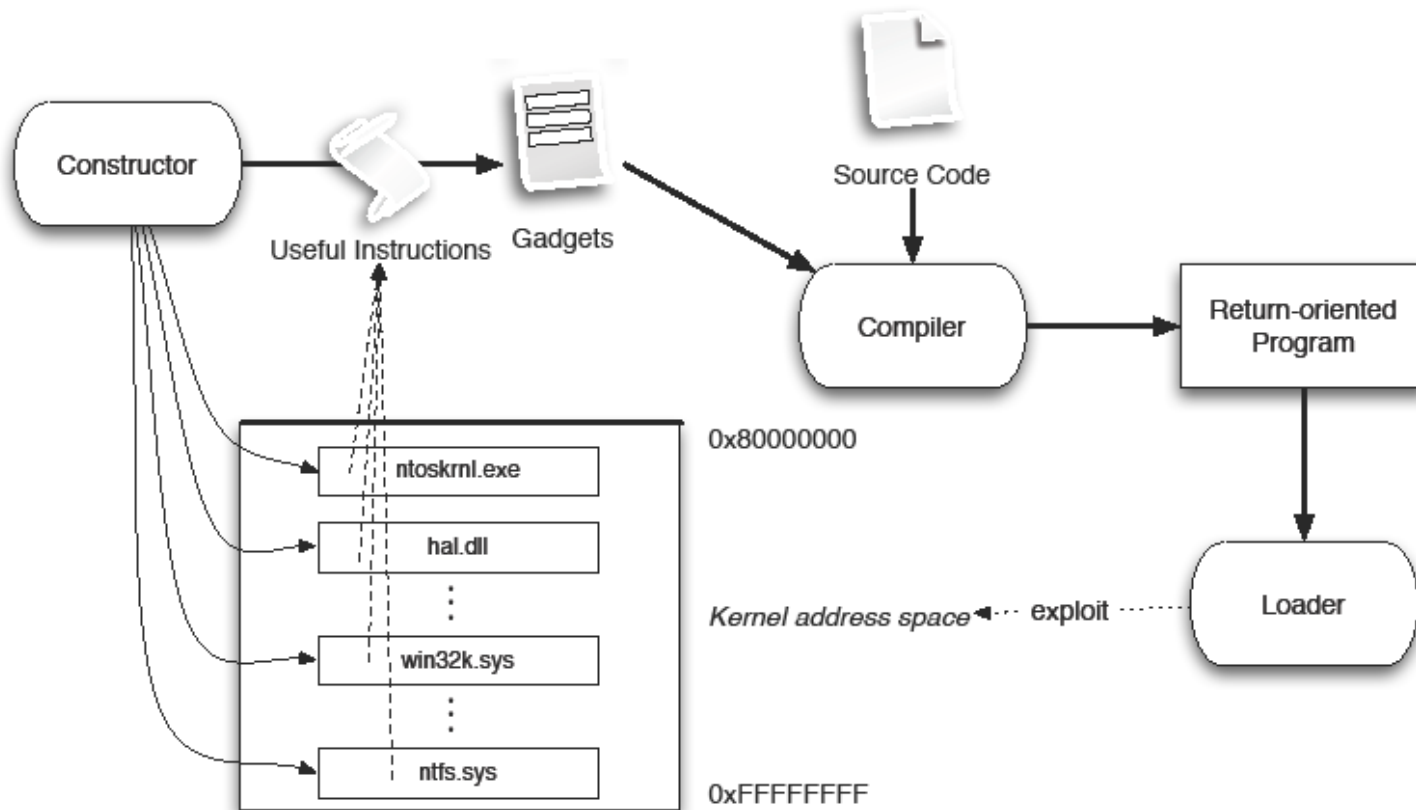 Constructor
Useful Instructions
Gadgets
Source Code
Compiler
Return-oriented
Program
0x80000000
ntoskrnl.exe
hal.dll
win32k.sys
ntfs.sys
Kernel address space
exploit
Loader
0xFFFFFFFF